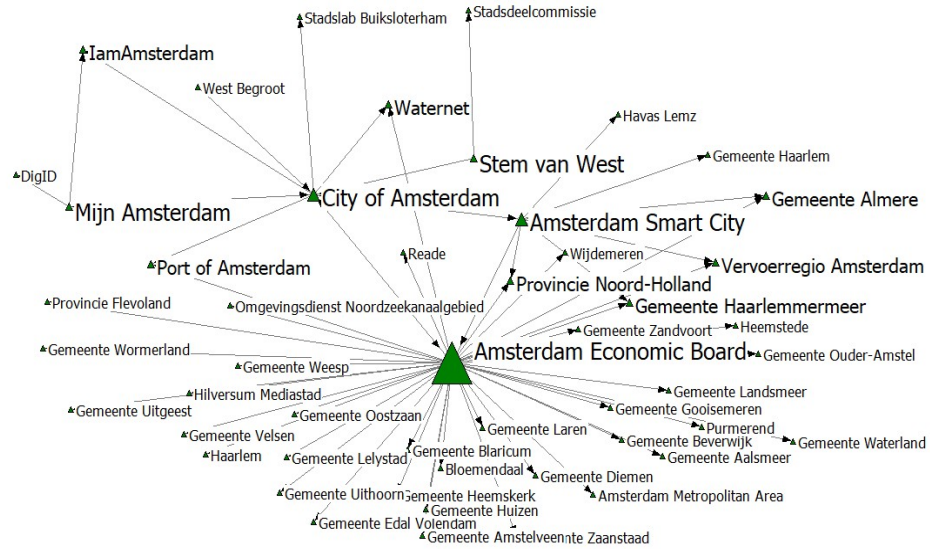 Stadsdeelcommissie
Stadslab Buiksloterham
IamAmsterdam
West Begroot
Waternet
Havas Lemz
Gemeente Haarlem
Stem van West
DigID
Mijn Amsterdam
City of Amsterdam
Gemeente Almere
Amsterdam Smart City
Reade
Wijdemeren
Port of Amsterdam
Vervoerregio Amsterdam
Provincie Noord-Holland
Provincie Flevoland
Omgevingsdienst Noordzeekanaalgebied
Gemeente Haarlemmermeer
Gemeente Zandvoort
Heemstede
Gemeente Wormerland
Amsterdam Economic Board
Gemeente Ouder-Amstel
Gemeente Weesp
Hilversum Mediastad
Gemeente Landsmeer
Gemeente Uitgeest
Gemeente Oostzaan
Gemeente Gooisemeren
Gemeente Velsen
Gemeente Laren
Purmerend
Gemeente Beverwijk
Gemeente Waterland
Haarlem
Gemeente Lelystad
Gemeente Blaricum
Gemeente Aalsmeer
Bloemendaal
Gemeente Diemen
Gemeente Uithoorn
Gemeente Heemskerk
Amsterdam Metropolitan Area
Gemeente Huizen
Gemeente Edal Volendam
Gemeente Amstelveen
Zaanstad